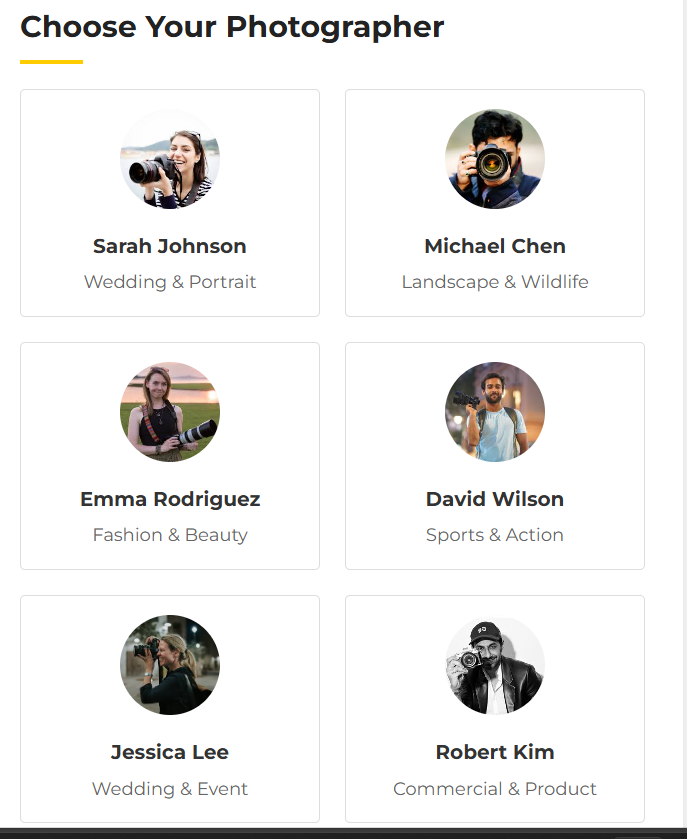 Choose Your Photographer
Sarah Johnson
Michael Chen
Wedding & Portrait
Landscape & Wildlife
Emma Rodriguez
David Wilson
Fashion & Beauty
Sports & Action
Jessica Lee
Robert Kim
Wedding & Event
Commercial & Product